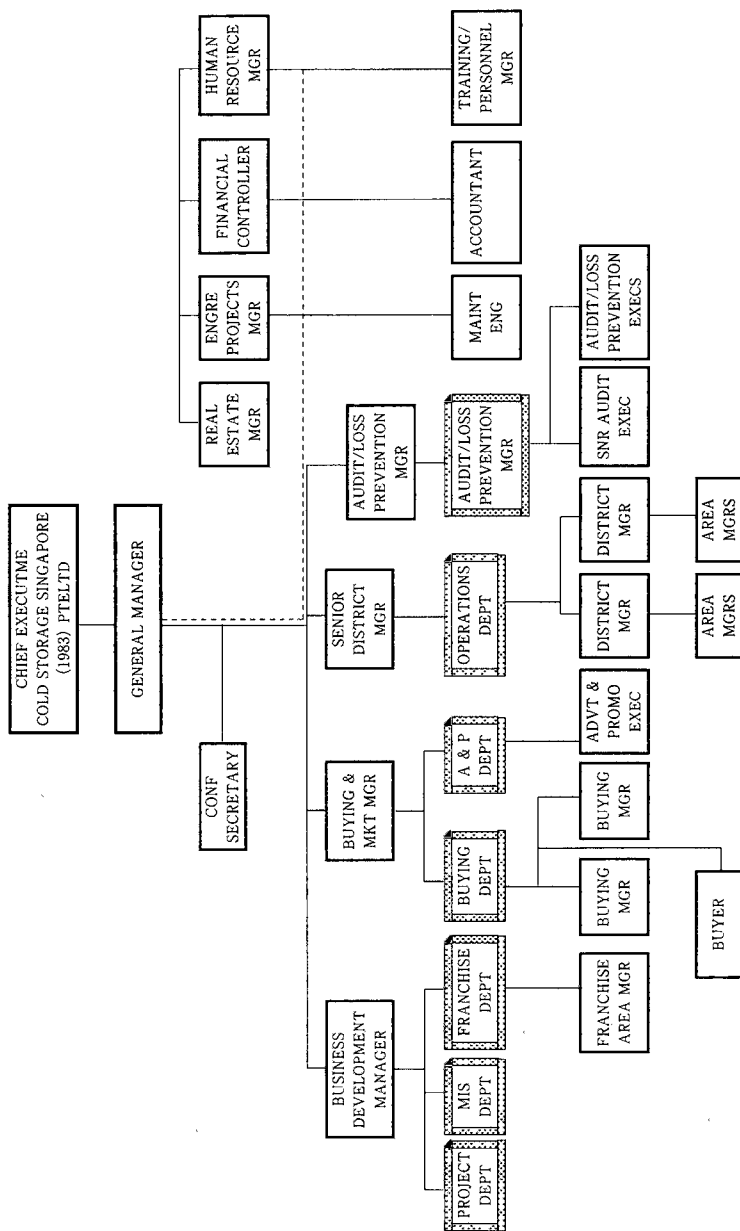 CHIEF EXECUTME
COLD STORAGE SINGAPORE
(1983) PTELTD
GENERAL MANAGER
CONF
SECRETARY
REAL
ESTATE
MGR
ENGRE
PROJECTS
MGR
FINANCIAL
CONTROLLER
HUMAN
RESOURCE
MGR
BUSINESS
DEVELOPMENT
MANAGER
BUYING &
MKT MGR
SENIOR
DISTRICT
MGR
AUDIT/LOSS
PREVENTION
MGR
PROJECT
DEPT
MIS
DEPT
FRANCHISE
DEPT
BUYING
DEPT
A & P
DEPT
OPERATIONS
DEPT
AUDIT/LOSS
PREVENTION
MGR
MAINT
ENG
ACCOUNTANT
TRAINING/
PERSONNEL
MGR
FRANCHISE
AREA MGR
BUYING
MGR
BUYING
MGR
ADVT &
PROMO
EXEC
DISTRICT
MGR
DISTRICT
MGR
SNR AUDIT
EXEC
AUDIT/LOSS
PREVENTION
EXECS
BUYER
AREA
MGRS
AREA
MGRS